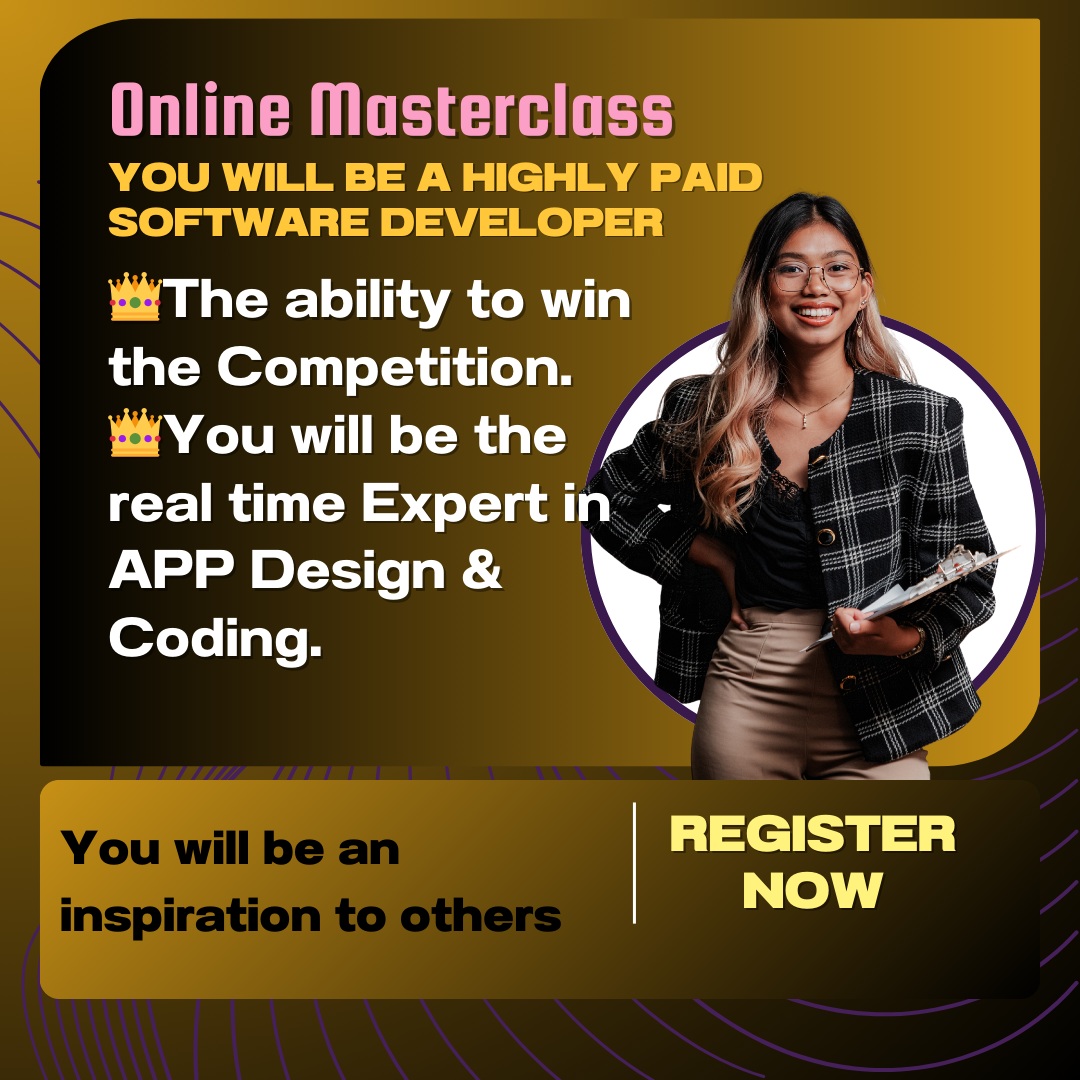 Online Masterclass
YOU WILL BE A HIGHLY PAID
SOFTWARE DEVELOPER
👑The ability to win
the Competition.
👑You will be the
real time Expert in
APP Design &
Coding.
You will be an
inspiration to others
REGISTER
NOW